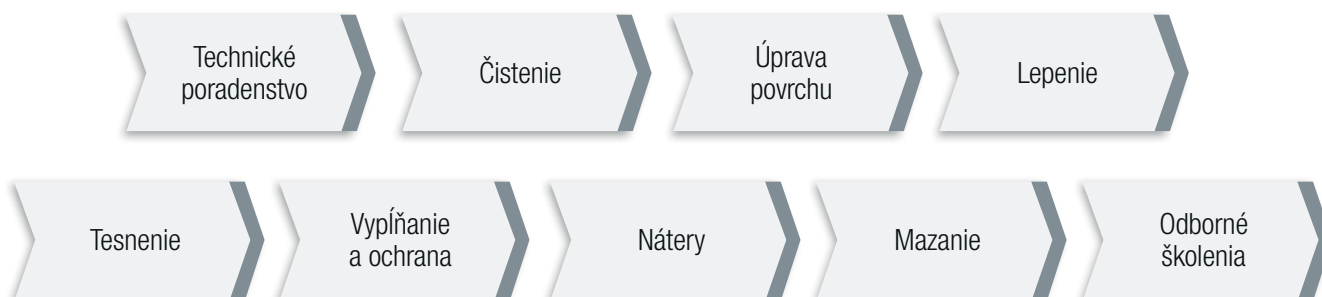 Technické
poradenstvo
Čistenie
Úprava
povrchu
Lepenie
Tesnenie
Vypĺňanie
a ochrana
Nátery
Mazanie
Odborné
školenia